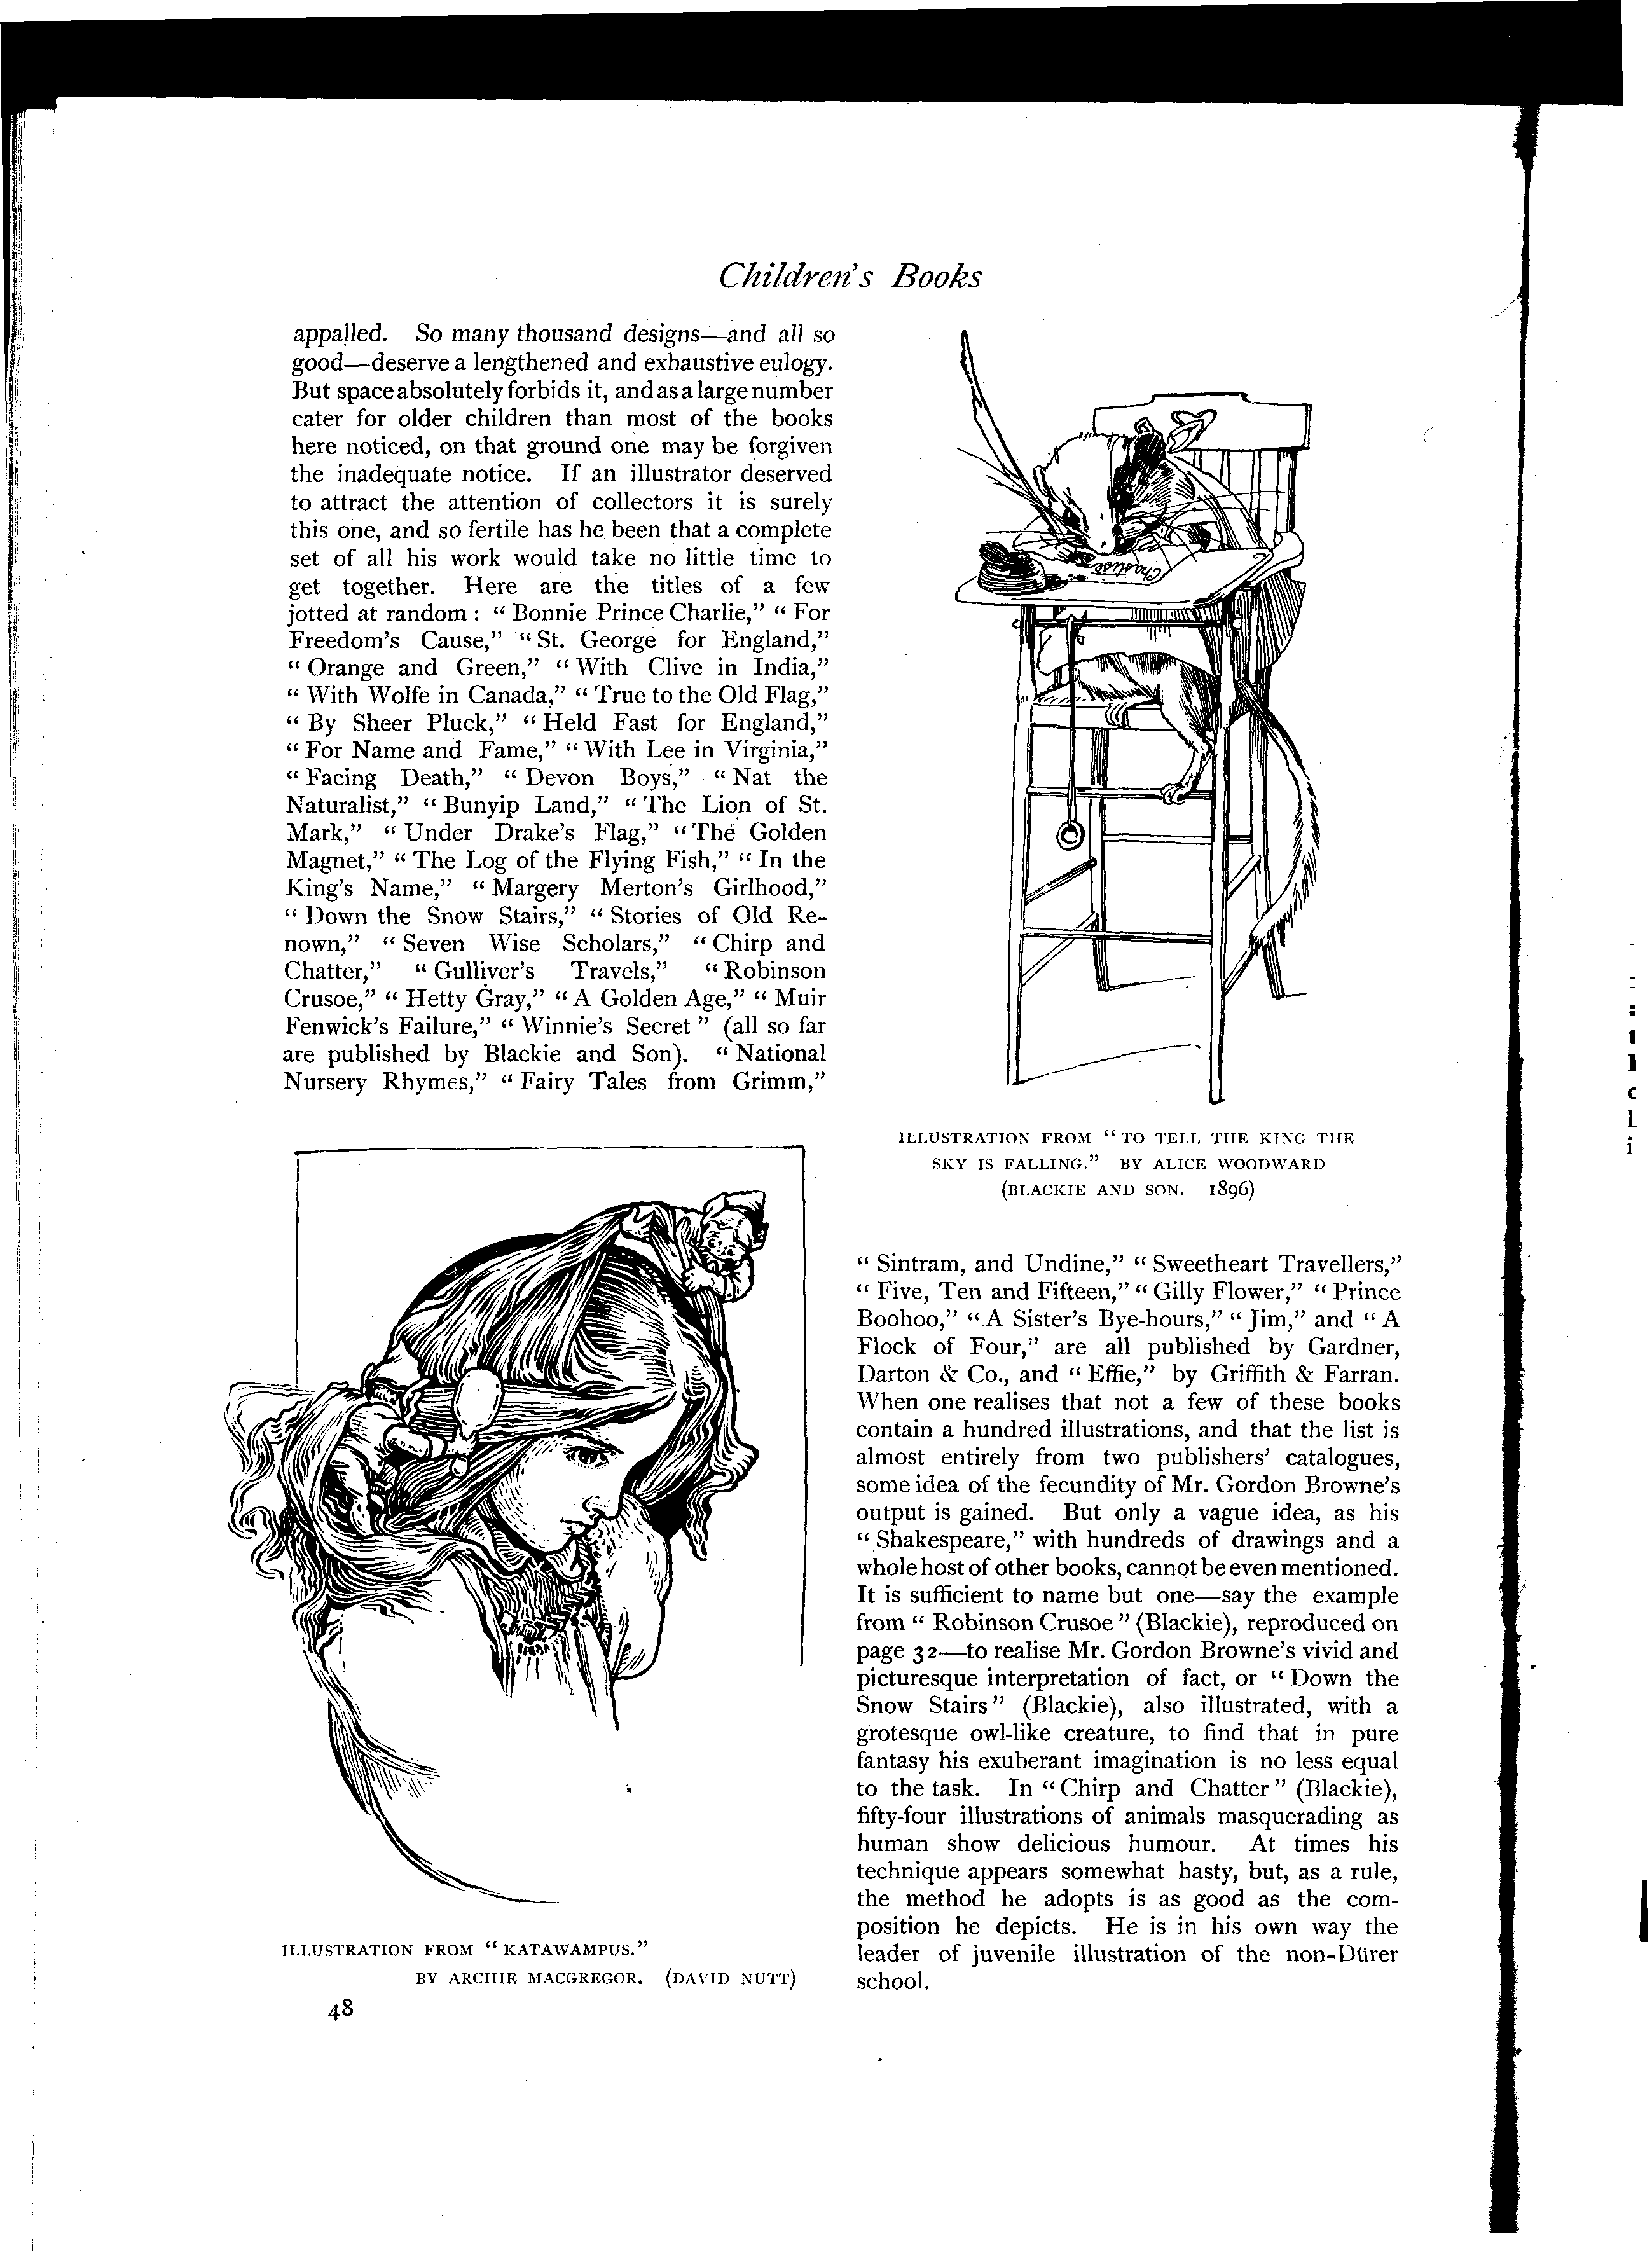 Children's Books
appalled. So many thousand designs—and all so
good—deserve a lengthened and exhaustive eulogy.
But space absolutely forbids it, and as a large number
cater for older children than most of the books
here noticed, on that ground one may be forgiven
the inadequate notice. If an illustrator deserved
to attract the attention of collectors it is surely
this one, and so fertile has he been that a complete
set of all his work would take no little time to
get together. Here are the titles of a few
jotted at random : “ Bonnie Prince Charlie,” “ For
Freedom's Cause,” “ St. George for England,”
“ Orange and Green,” “ With Clive in India,”
“ With Wolfe in Canada,” “ True to the Old Flag,”
“ By Sheer Pluck,” “ Held Fast for England,”
“ For Name and Fame,” “ With Lee in Virginia,”
“ Facing Death,” “ Devon Boys,” “ Nat the
Naturalist,” “ Bunyip Land,” “ The Lion of St.
Mark,” “ Under Drake's Flag,” “ The Golden
Magnet,” “ The Log of the Flying Fish,” “ In the
King's Name,” “ Margery Merton's Girlhood,”
“ Down the Snow Stairs,” “ Stories of Old Re-
nown,” “ Seven Wise Scholars,” “ Chirp and
Chatter,” “ Gulliver's Travels,” “ Robinson
Crusoe,” “ Hetty Gray,” “ A Golden Age,” “ Muir
Fenwick's Failure,” “ Winnie's Secret ” (all so far
are published by Blackie and Son). “ National
Nursery Rhymes,” “ Fairy Tales from Grimm,”
ILLUSTRATION FROM “ KATAWAMPUS.”
BY ARCHIE MACGREGOR. (DAVID NUTT)
48
Chastise
ILLUSTRATION FROM “ TO TELL THE KING THE
SKY IS FALLING.” BY ALICE WOODWARD
(BLACKIE AND SON. 1896)
“ Sintram, and Undine,” “ Sweetheart Travellers,”
“ Five, Ten and Fifteen,” “ Gilly Flower,” “ Prince
Boohoo,” “ A Sister's Bye-hours,” “ Jim,” and “ A
Flock of Four,” are all published by Gardner,
Darton & Co., and “ Effie,” by Griffith & Farran.
When one realises that not a few of these books
contain a hundred illustrations, and that the list is
almost entirely from two publishers' catalogues,
some idea of the fecundity of Mr. Gordon Browne's
output is gained. But only a vague idea, as his
“ Shakespeare,” with hundreds of drawings and a
whole host of other books, cannot be even mentioned.
It is sufficient to name but one—say the example
from “ Robinson Crusoe ” (Blackie), reproduced on
page 32—to realise Mr. Gordon Browne's vivid and
picturesque interpretation of fact, or “ Down the
Snow Stairs ” (Blackie), also illustrated, with a
grotesque owl-like creature, to find that in pure
fantasy his exuberant imagination is no less equal
to the task. In “ Chirp and Chatter ” (Blackie),
fifty-four illustrations of animals masquerading as
human show delicious humour. At times his
technique appears somewhat hasty, but, as a rule,
the method he adopts is as good as the com-
position he depicts. He is in his own way the
leader of juvenile illustration of the non-Dürer
school.